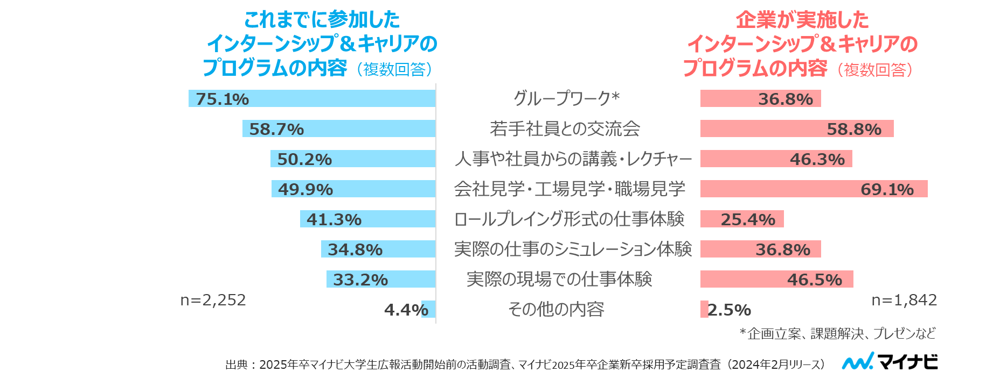 これまでに参加した
インターンシップ＆キャリアの
プログラムの内容（複数回答）
企業が実施した
インターンシップ＆キャリアの
プログラムの内容（複数回答）
75.1% グループワーク* 36.8%
58.7% 若手社員との交流会 58.8%
50.2% 人事や社員からの講義・レクチャー 46.3%
49.9% 会社見学・工場見学・職場見学 69.1%
41.3% ロールプレイング形式の仕事体験 25.4%
34.8% 実際の仕事のシミュレーション体験 36.8%
33.2% 実際の現場での仕事体験 46.5%
n=2,252 n=1,842
4.4% その他の内容 2.5%
*企画立案、課題解決、プレゼンなど
出典：2025年卒マイナビ大学生広報活動開始前の活動調査、マイナビ2025年卒企業新卒採用予定調査査（2024年2月リリース）
マイナビ